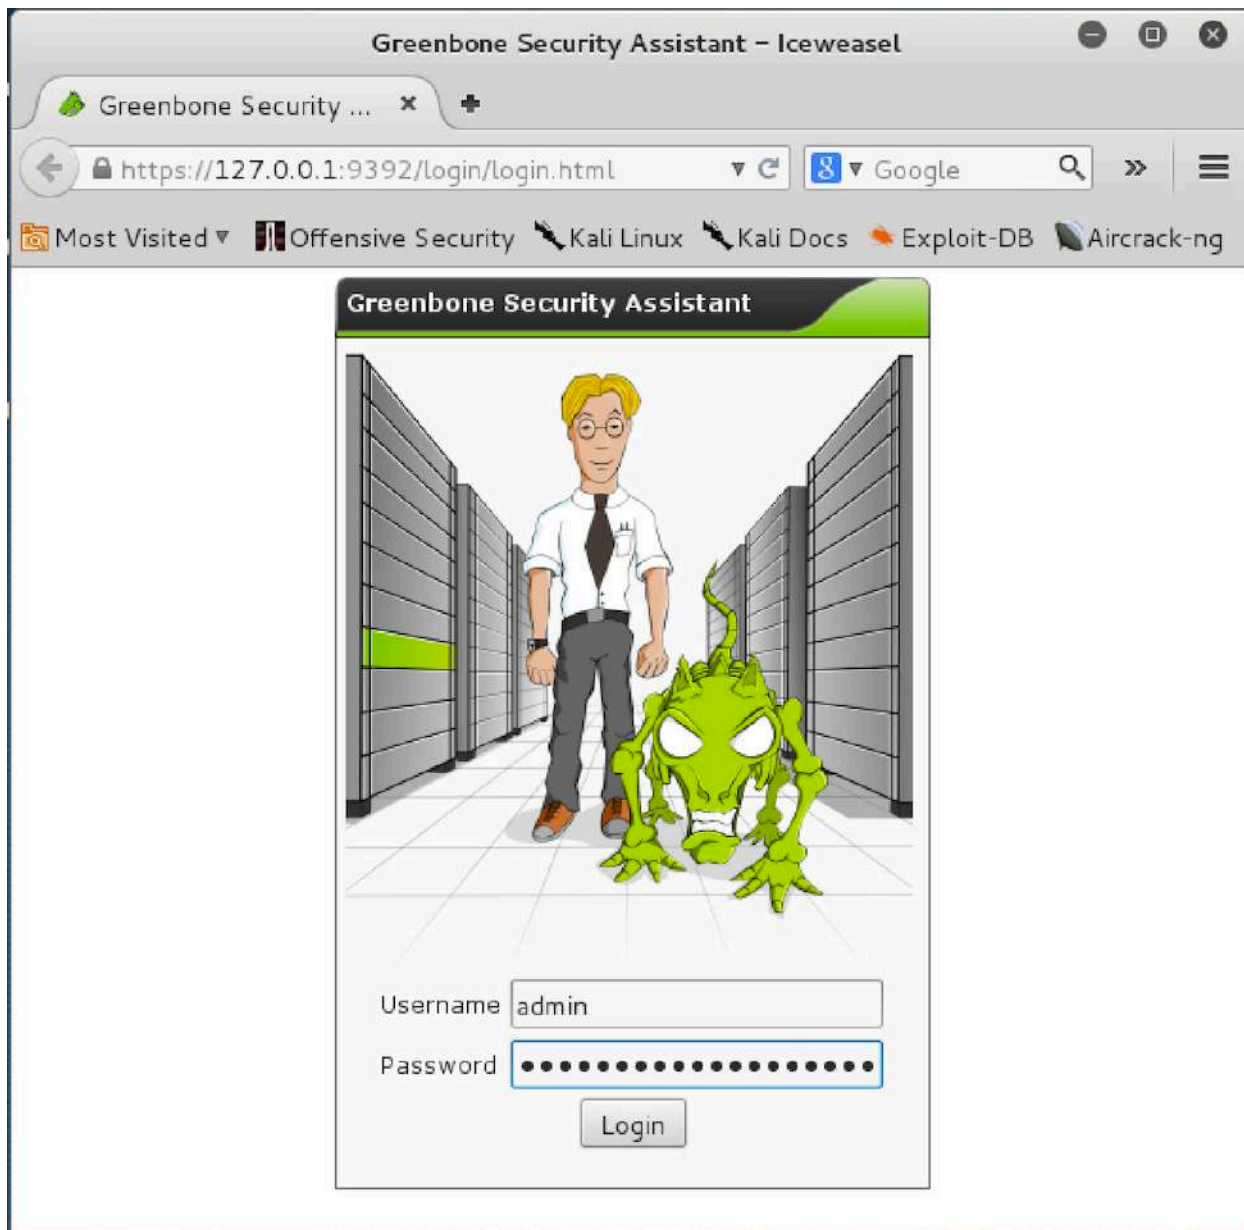 Greenbone Security Assistant – Iceweasel
Greenbone Security ...
https://127.0.0.1:9392/login/login.html Google
Most Visited Offensive Security Kali Linux Kali Docs Exploit-DB Aircrack-ng
Greenbone Security Assistant
Username admin
Password •••••••••••••••••••
Login